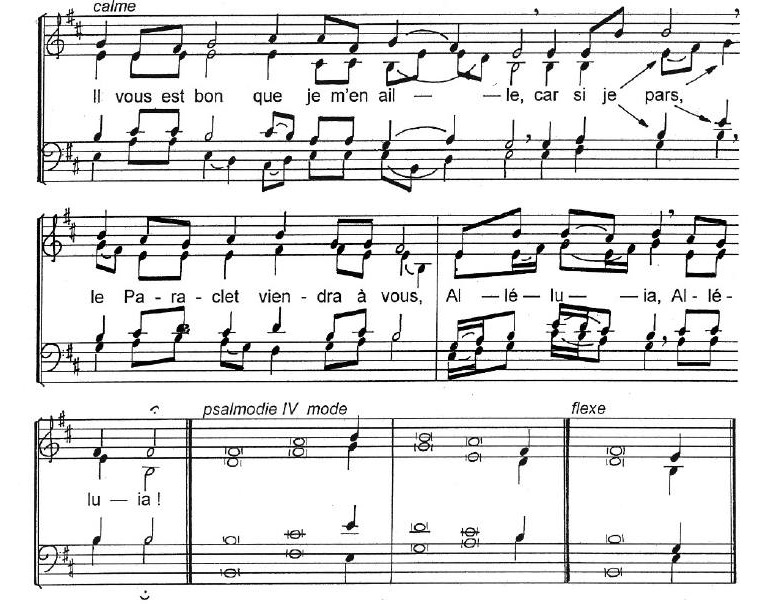 calme
Il vous est bon que je m'en ail — — le, car si je pars,
le Pa - ra - clet vien - dra à vous, Al — lé — lu — — ia, Al - lé -
psalmodie IV mode flexe
lu — ia !